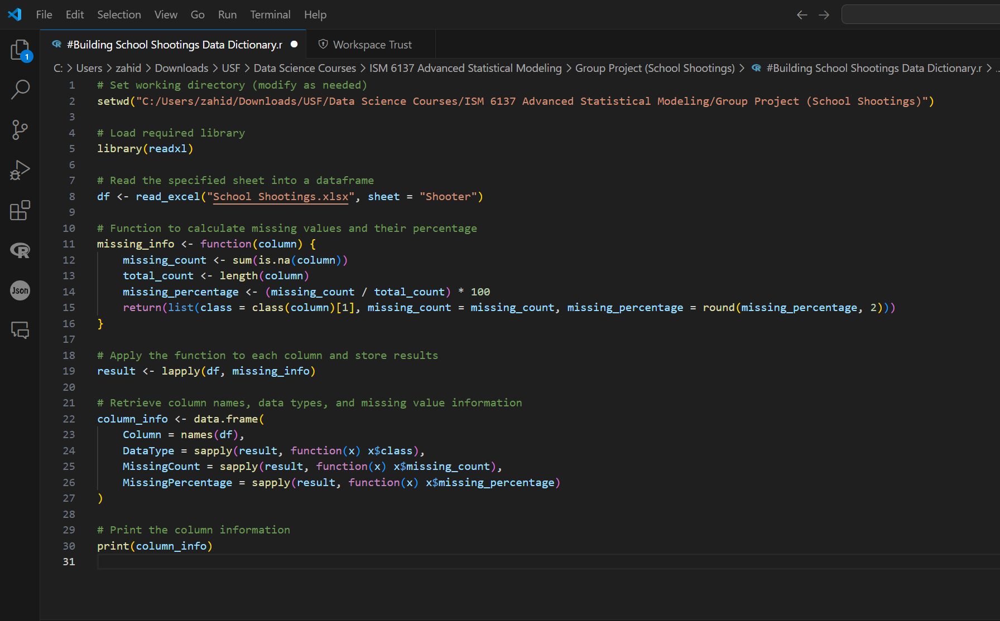 File Edit Selection View Go Run Terminal Help
#Building School Shootings Data Dictionary.r Workspace Trust
1
C: > Users > zahid > Downloads > USF > Data Science Courses > ISM 6137 Advanced Statistical Modeling > Group Project (School Shootings) > #Building School Shootings Data Dictionary.r > ...
1 # Set working directory (modify as needed)
2 setwd("C:/Users/zahid/Downloads/USF/Data Science Courses/ISM 6137 Advanced Statistical Modeling/Group Project (School Shootings)")
3
4 # Load required library
5 library(readxl)
6
7 # Read the specified sheet into a dataframe
8 df <- read_excel("School Shootings.xlsx", sheet = "Shooter")
9
10 # Function to calculate missing values and their percentage
11 missing_info <- function(column) {
12     missing_count <- sum(is.na(column))
13     total_count <- length(column)
14     missing_percentage <- (missing_count / total_count) * 100
15     return(list(class = class(column)[1], missing_count = missing_count, missing_percentage = round(missing_percentage, 2)))
16 }
17
18 # Apply the function to each column and store results
19 result <- lapply(df, missing_info)
20
21 # Retrieve column names, data types, and missing value information
22 column_info <- data.frame(
23     Column = names(df),
24     DataType = sapply(result, function(x) x$class),
25     MissingCount = sapply(result, function(x) x$missing_count),
26     MissingPercentage = sapply(result, function(x) x$missing_percentage)
27 )
28
29 # Print the column information
30 print(column_info)
31
R
Json